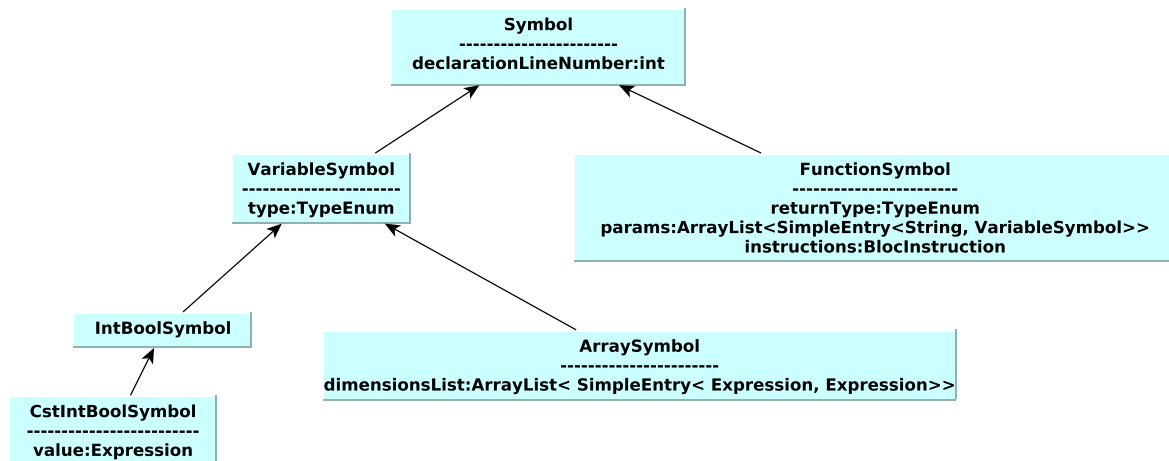 Symbol
-----------------------
declarationLineNumber:int
VariableSymbol
-----------------------
type:TypeEnum
FunctionSymbol
------------------------
returnType:TypeEnum
params:ArrayList<SimpleEntry<String, VariableSymbol>>
instructions:BlocInstruction
IntBoolSymbol
ArraySymbol
-----------------------
dimensionsList:ArrayList< SimpleEntry< Expression, Expression>>
CstIntBoolSymbol
-------------------------
value:Expression